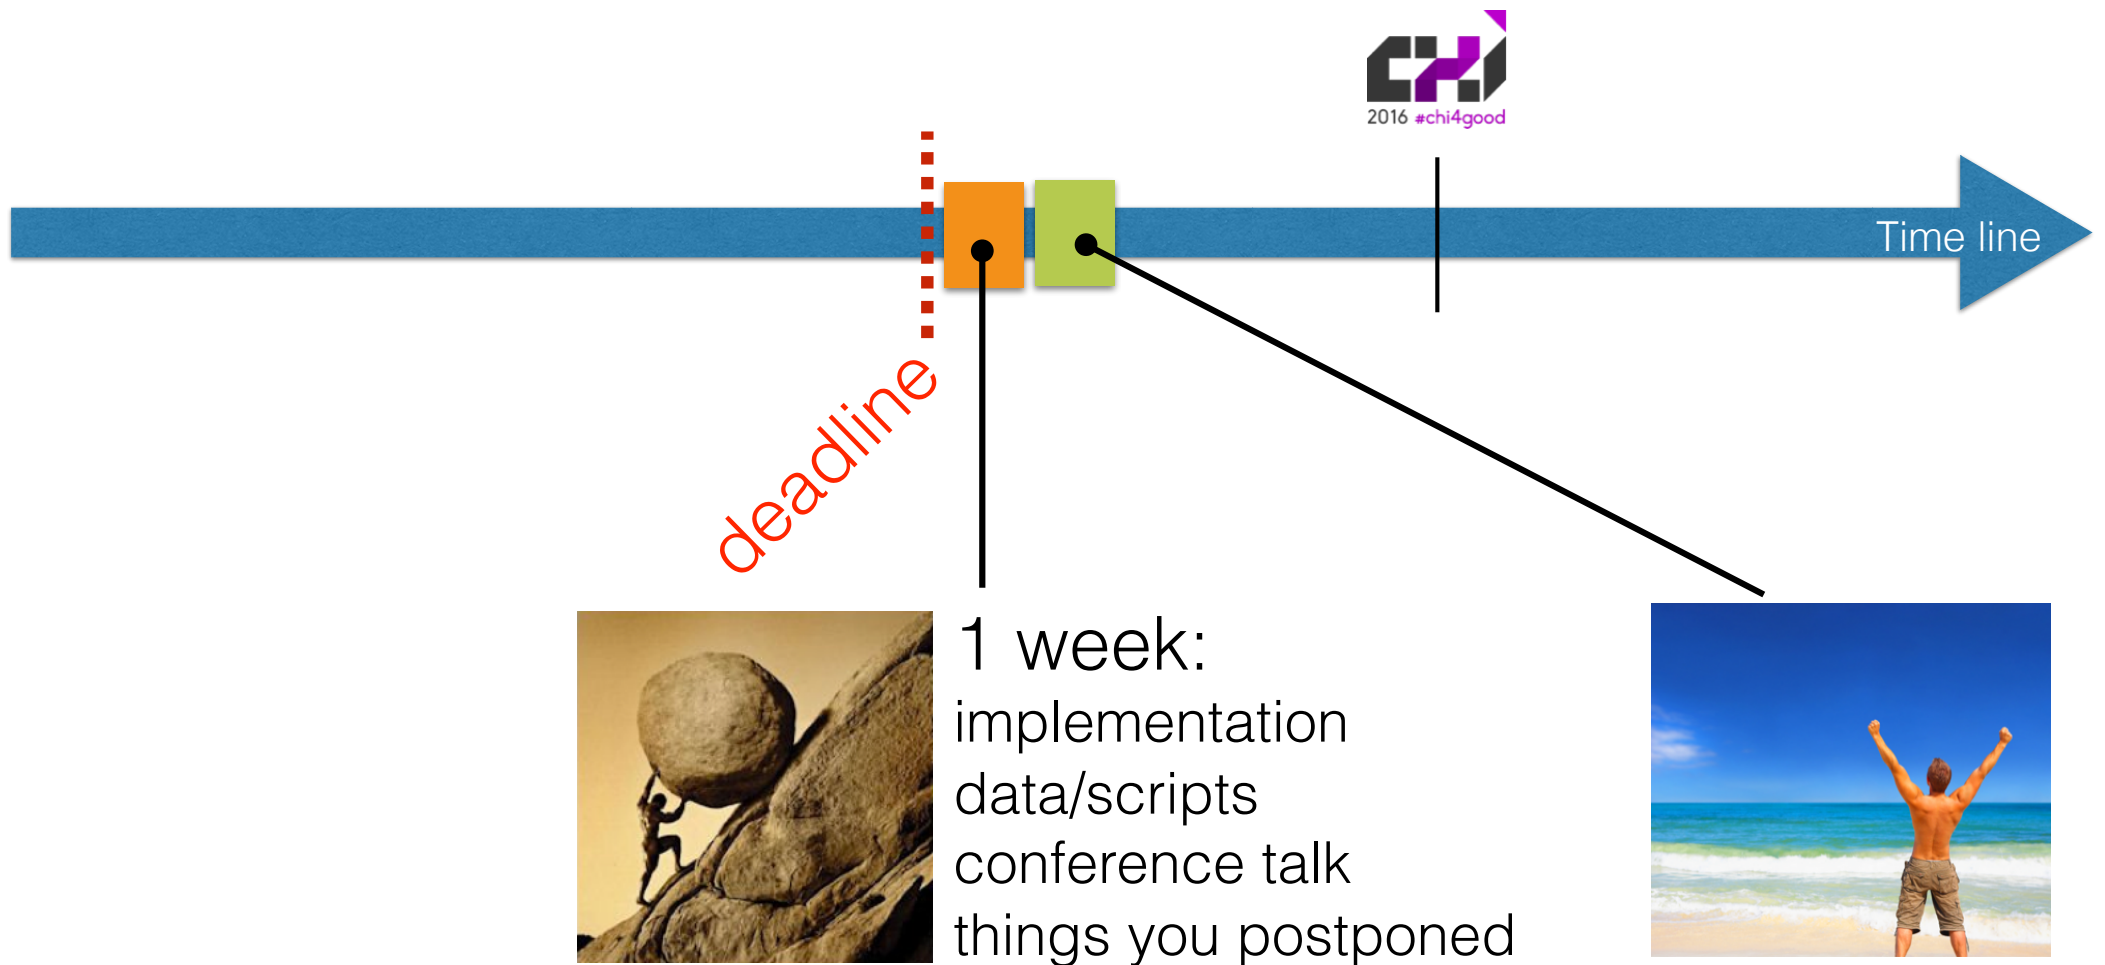 CHI
2016 #chi4good
Time line
deadline
1 week:
implementation
data/scripts
conference talk
things you postponed